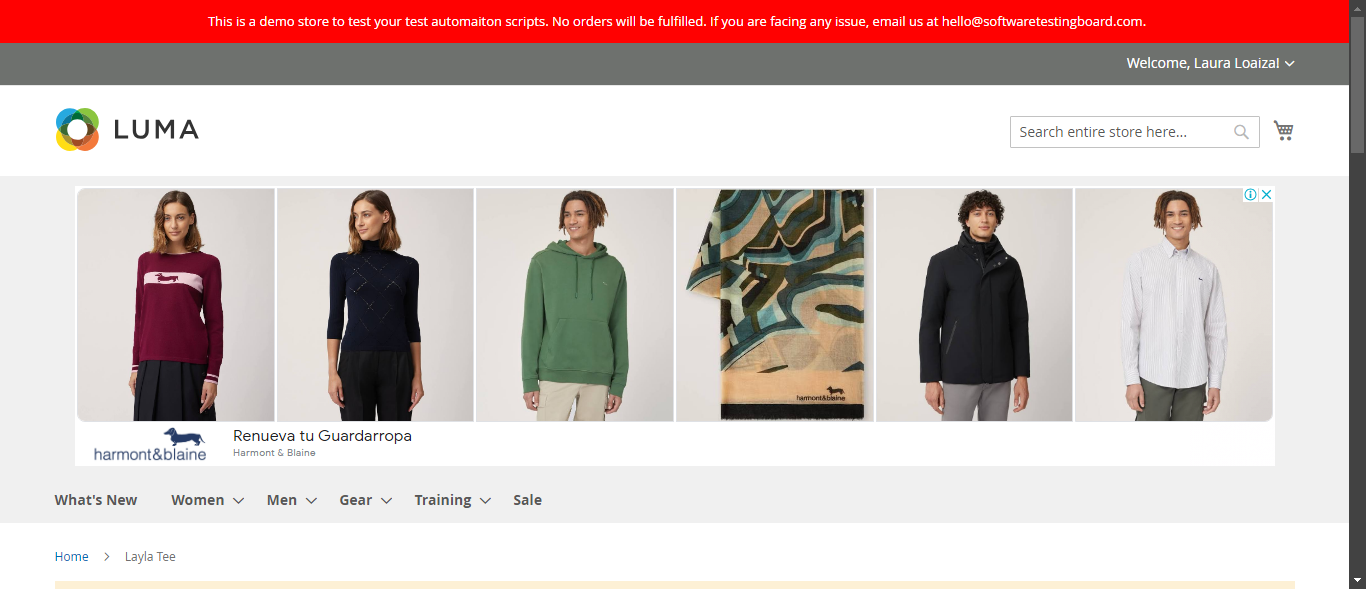 This is a demo store to test your test automaiton scripts. No orders will be fulfilled. If you are facing any issue, email us at hello@softwaretestingboard.com.
Welcome, Laura Loaiza!
LUMA
Search entire store here...
harmont&blaine
harmont&blaine
Renueva tu Guardarropa
Harmont & Blaine
What's New
Women
Men
Gear
Training
Sale
Home
Layla Tee